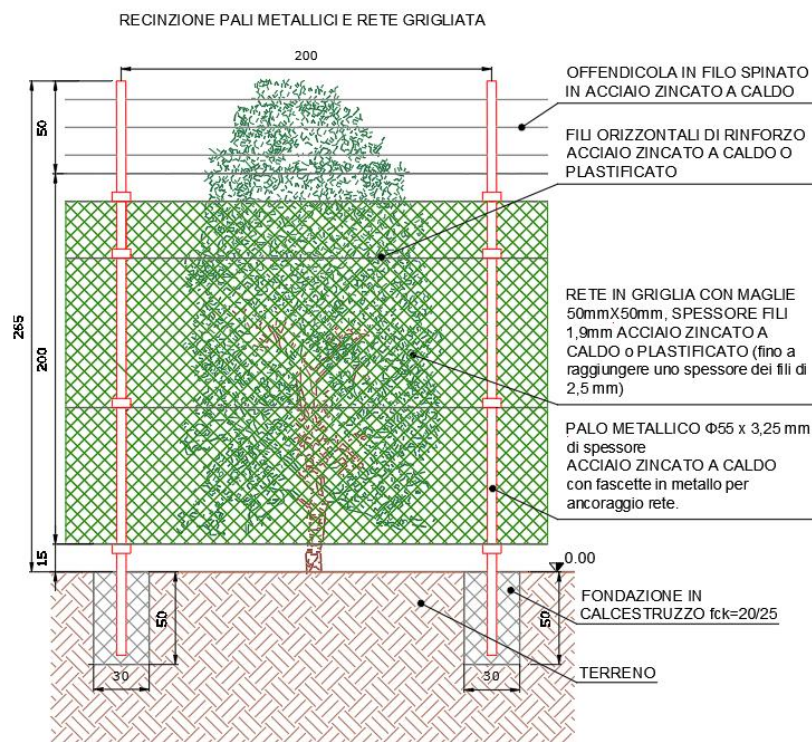 RECINZIONE PALI METALLICI E RETE GRIGLIATA
200
OFFENDICOLA IN FILO SPINATO
IN ACCIAIO ZINCATO A CALDO
50
FILI ORIZZONTALI DI RINFORZO
ACCIAIO ZINCATO A CALDO O
PLASTIFICATO
265
200
RETE IN GRIGLIA CON MAGLIE
50mmX50mm, SPESSORE FILI
1,9mm ACCIAIO ZINCATO A
CALDO o PLASTIFICATO (fino a
raggiungere uno spessore dei fili di
2,5 mm)
PALO METALLICO Φ55 x 3,25 mm
di spessore
ACCIAIO ZINCATO A CALDO
con fascette in metallo per
ancoraggio rete.
15
0.00
FONDAZIONE IN
CALCESTRUZZO fck=20/25
50
50
30
30
TERRENO